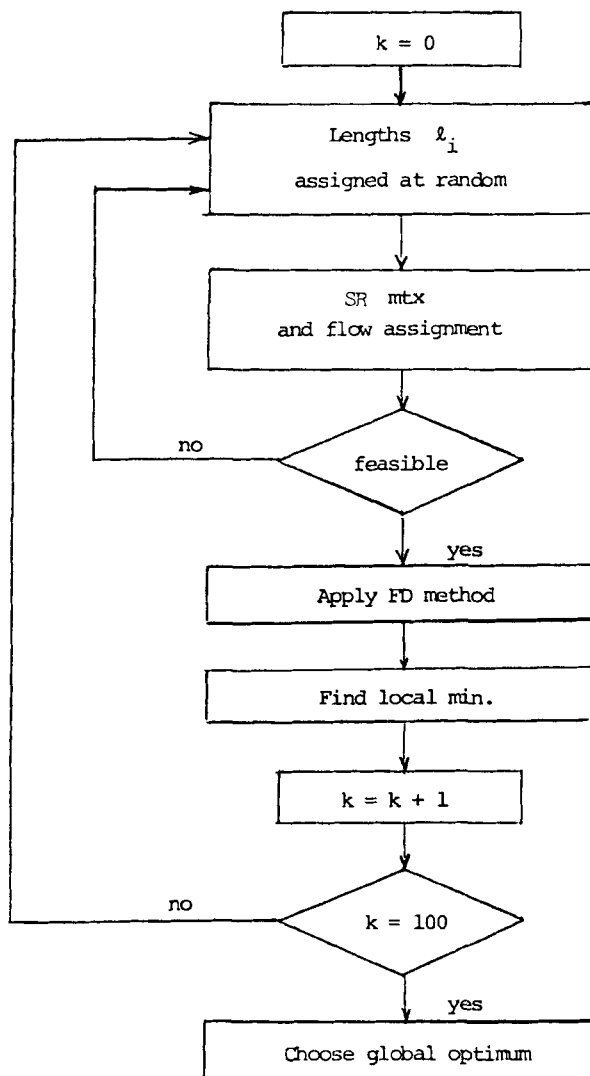 k = 0
Lengths ℓi
assigned at random
SR mtx
and flow assignment
no
feasible
yes
Apply FD method
Find local min.
k = k + 1
no
k = 100
yes
Choose global optimum